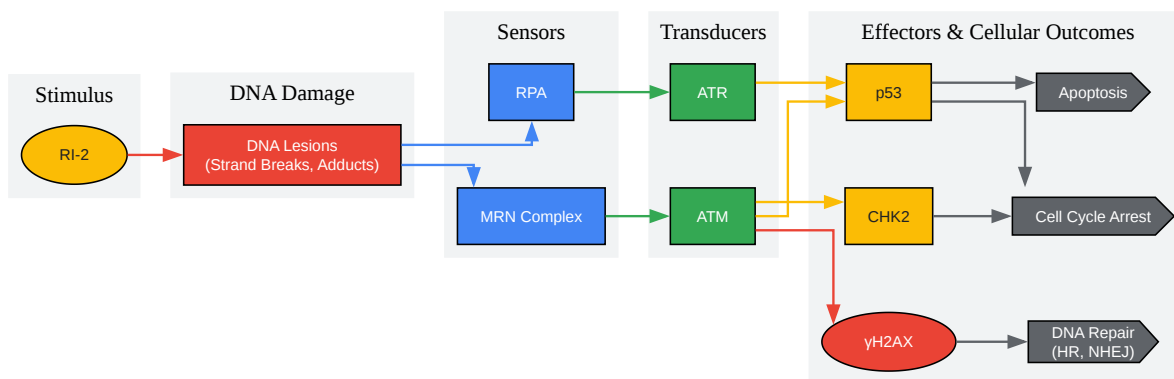 Stimulus
RI-2
DNA Damage
DNA Lesions
(Strand Breaks, Adducts)
Sensors
RPA
MRN Complex
Transducers
ATR
ATM
Effectors & Cellular Outcomes
p53
Apoptosis
CHK2
Cell Cycle Arrest
γH2AX
DNA Repair
(HR, NHEJ)